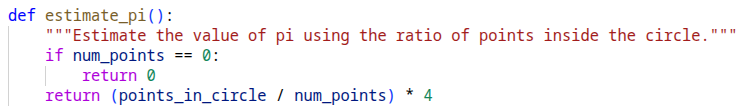 def estimate_pi():
    """Estimate the value of pi using the ratio of points inside the circle."""
    if num_points == 0:
        return 0
    return (points_in_circle / num_points) * 4